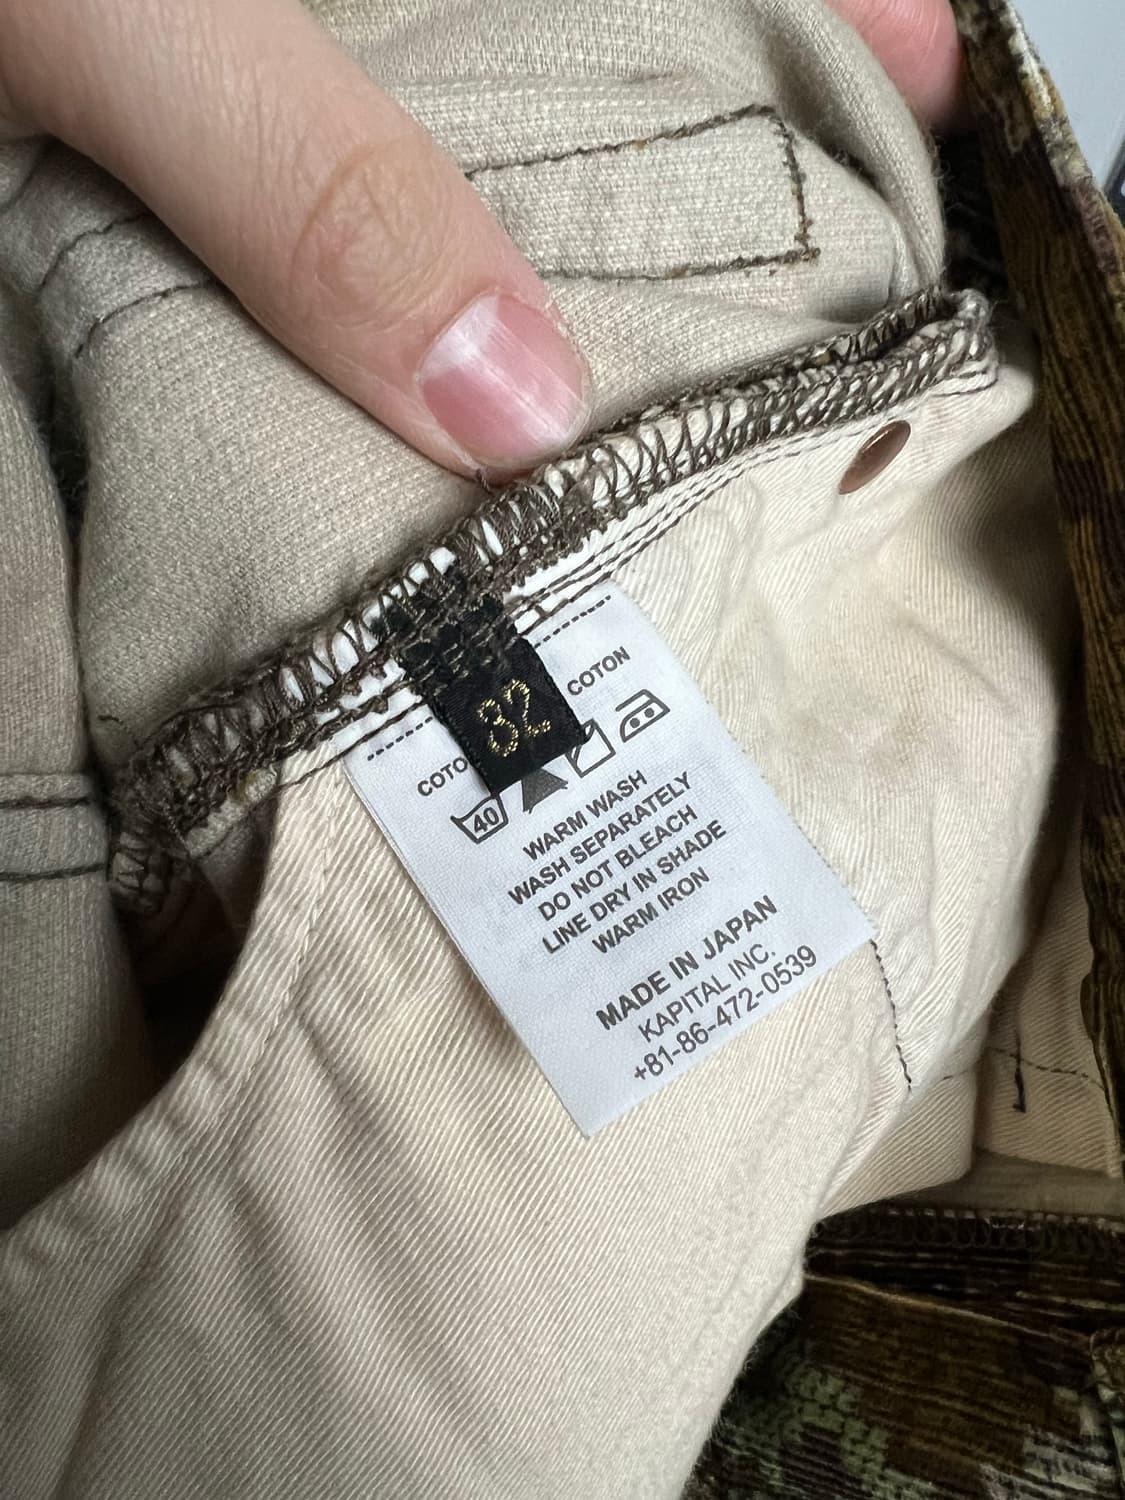 32
COTON
40
WARM WASH
WASH SEPARATELY
DO NOT BLEACH
LINE DRY IN SHADE
WARM IRON
MADE IN JAPAN
KAPITAL INC.
+81-86-472-0539